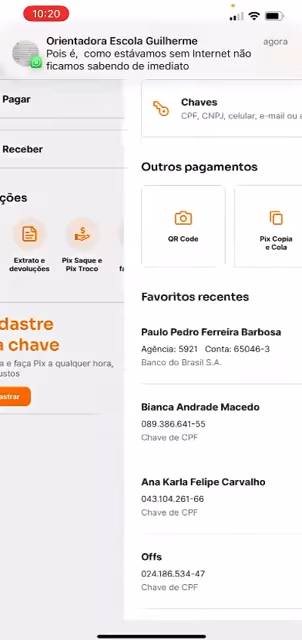 10:20
Orientadora Escola Guilherme
agora
Pois é, como estávamos sem Internet não
ficamos sabendo de imediato
Pagar
Receber
ções
Extrato e
devoluções
Pix Saque e
Pix Troco
fa
dastre
a chave
a e faça Pix a qualquer hora,
ustos
astrar
Chaves
CPF, CNPJ, celular, e-mail ou a
Outros pagamentos
QR Code
Pix Copia
e Cola
Favoritos recentes
Paulo Pedro Ferreira Barbosa
Agência: 5921 Conta: 65046-3
Banco do Brasil S.A.
Bianca Andrade Macedo
089.386.641-55
Chave de CPF
Ana Karla Felipe Carvalho
043.104.261-66
Chave de CPF
Offs
024.186.534-47
Chave de CPF